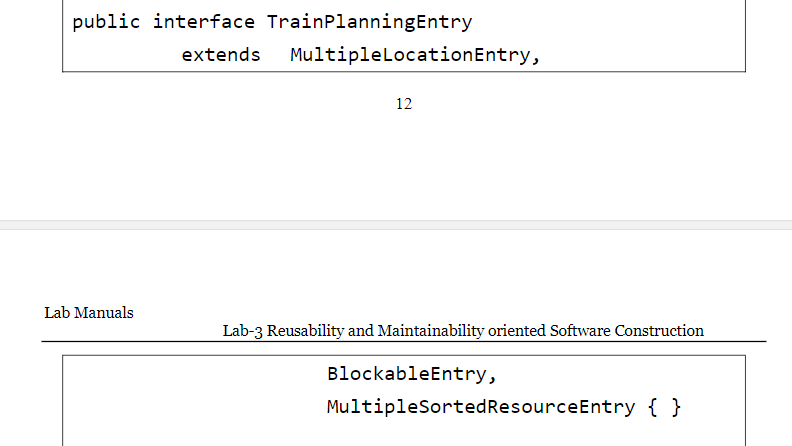 public interface TrainPlanningEntry
extends MultipleLocationEntry,
12
Lab Manuals
Lab-3 Reusability and Maintainability oriented Software Construction
BlockableEntry,
MultipleSortedResourceEntry { }